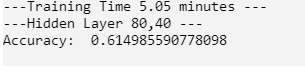 ---Training Time 5.05 minutes ---
---Hidden Layer 80,40 ---
Accuracy:  0.614985590778098